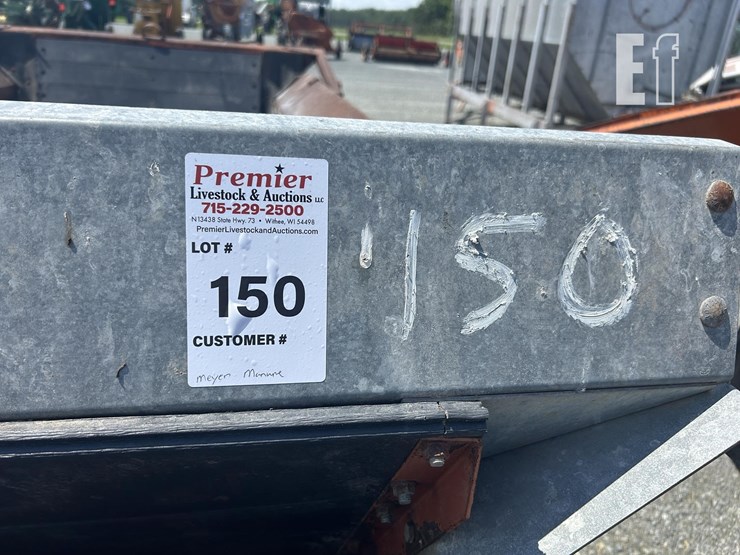 Ef
Premier
Livestock & Auctions LLC
715-229-2500
N13438 State Hwy. 73 • Withee, WI 54498
PremierLivestockandAuctions.com
LOT #
150
CUSTOMER #
Meyer
150